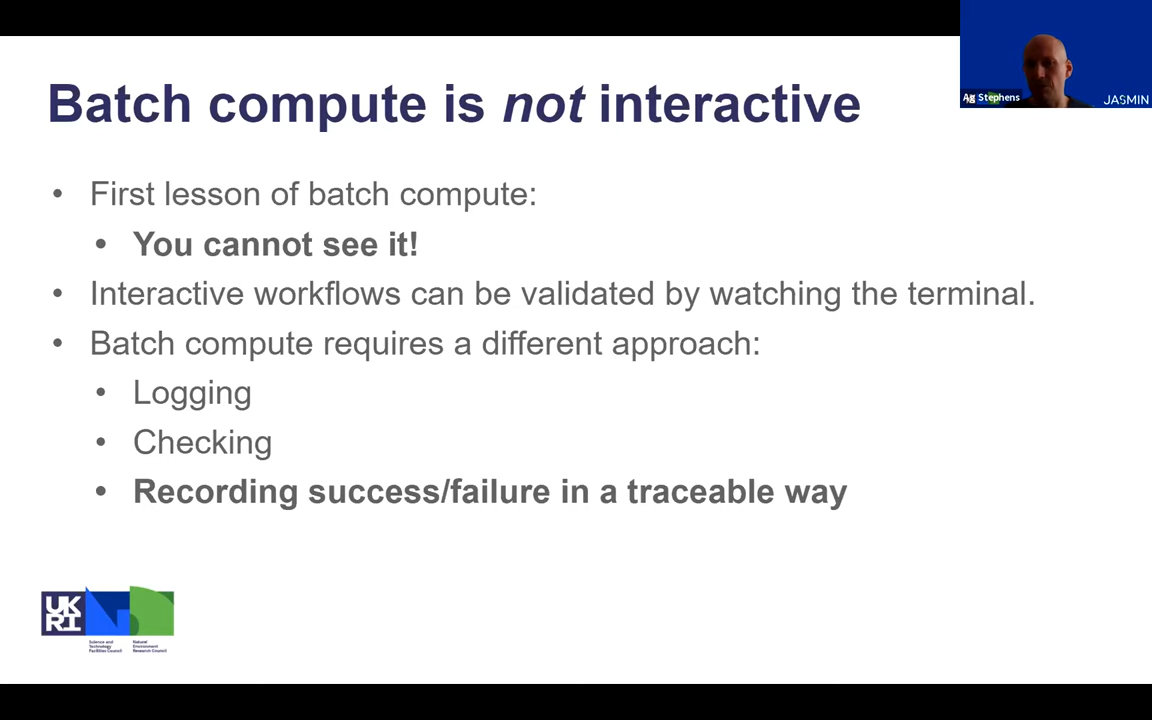 Batch compute is not interactive
Ag Stephens
JASMIN
• First lesson of batch compute:
• You cannot see it!
• Interactive workflows can be validated by watching the terminal.
• Batch compute requires a different approach:
• Logging
• Checking
• Recording success/failure in a traceable way
UK
RI
Science and
Technology
Facilities Council
Natural
Environment
Research Council